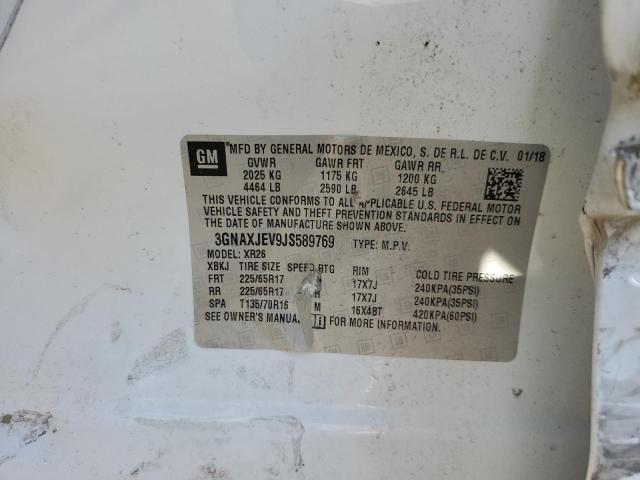 GM
MFD BY GENERAL MOTORS DE MEXICO, S. DE R.L. DE C.V. 01/18
GVWR GAWR FRT GAWR RR
2025 KG 1175 KG 1200 KG
4464 LB 2590 LB 2645 LB
THIS VEHICLE CONFORMS TO ALL APPLICABLE U.S. FEDERAL MOTOR
VEHICLE SAFETY AND THEFT PREVENTION STANDARDS IN EFFECT ON
THE DATE OF MANUFACTURE SHOWN ABOVE.
3GNAXJEV9JS589769 TYPE: M.P.V.
MODEL: XR26
XBKJ TIRE SIZE SPEED RTG RIM COLD TIRE PRESSURE
FRT 225/65R17 17X7J 240KPA(35PSI)
RR 225/65R17 H 17X7J 240KPA(35PSI)
SPA T135/70R16 M 16X4BT 420KPA(60PSI)
SEE OWNER'S MANUAL FOR MORE INFORMATION.